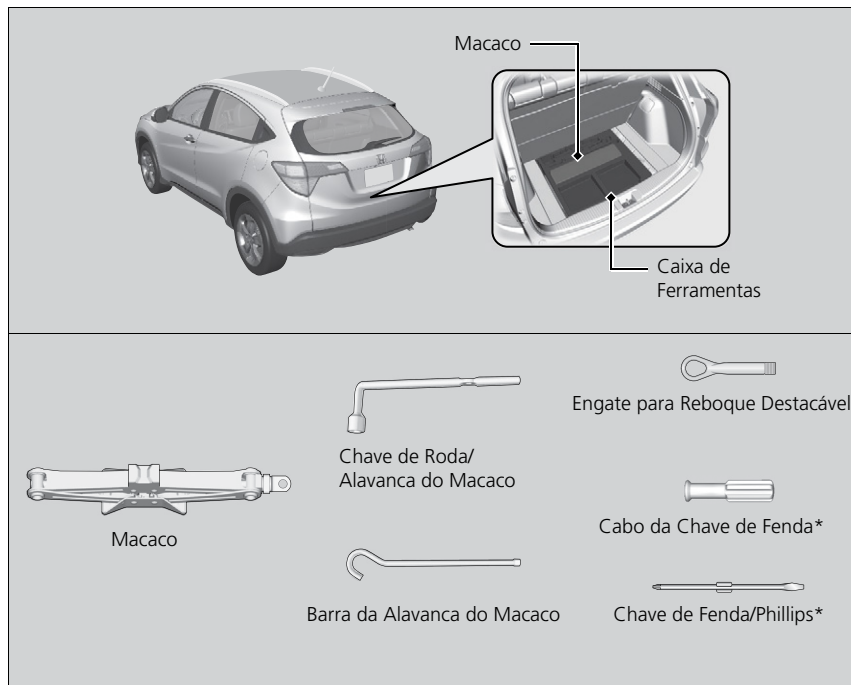 Macaco
Caixa de
Ferramentas
Macaco
Chave de Roda/
Alavanca do Macaco
Barra da Alavanca do Macaco
Engate para Reboque Destacável
Cabo da Chave de Fenda*
Chave de Fenda/Phillips*